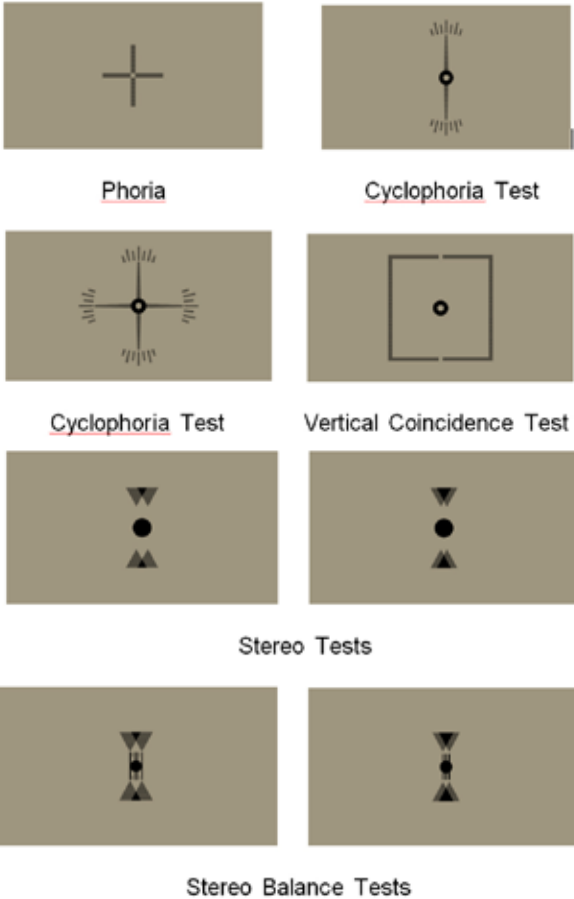 Phoria
Cyclophoria Test
Cyclophoria Test
Vertical Coincidence Test
Stereo Tests
Stereo Balance Tests